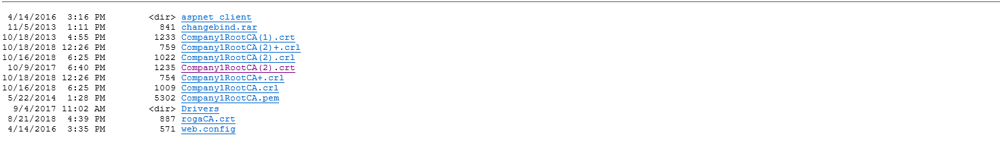 4/14/2016 3:16 PM <dir> aspnet_client
11/5/2013 1:11 PM 841 changebind.rar
10/18/2013 4:55 PM 1233 Company1RootCA(1).crt
10/18/2018 12:26 PM 759 Company1RootCA(2)+.crl
10/16/2018 6:25 PM 1022 Company1RootCA(2).crl
10/9/2017 6:40 PM 1235 Company1RootCA(2).crt
10/18/2018 12:26 PM 754 Company1RootCA+.crl
10/16/2018 6:25 PM 1009 Company1RootCA.crl
5/22/2014 1:28 PM 5302 Company1RootCA.pem
9/4/2017 11:02 AM <dir> Drivers
8/21/2018 4:39 PM 887 rogaCA.crt
4/14/2016 3:35 PM 571 web.config